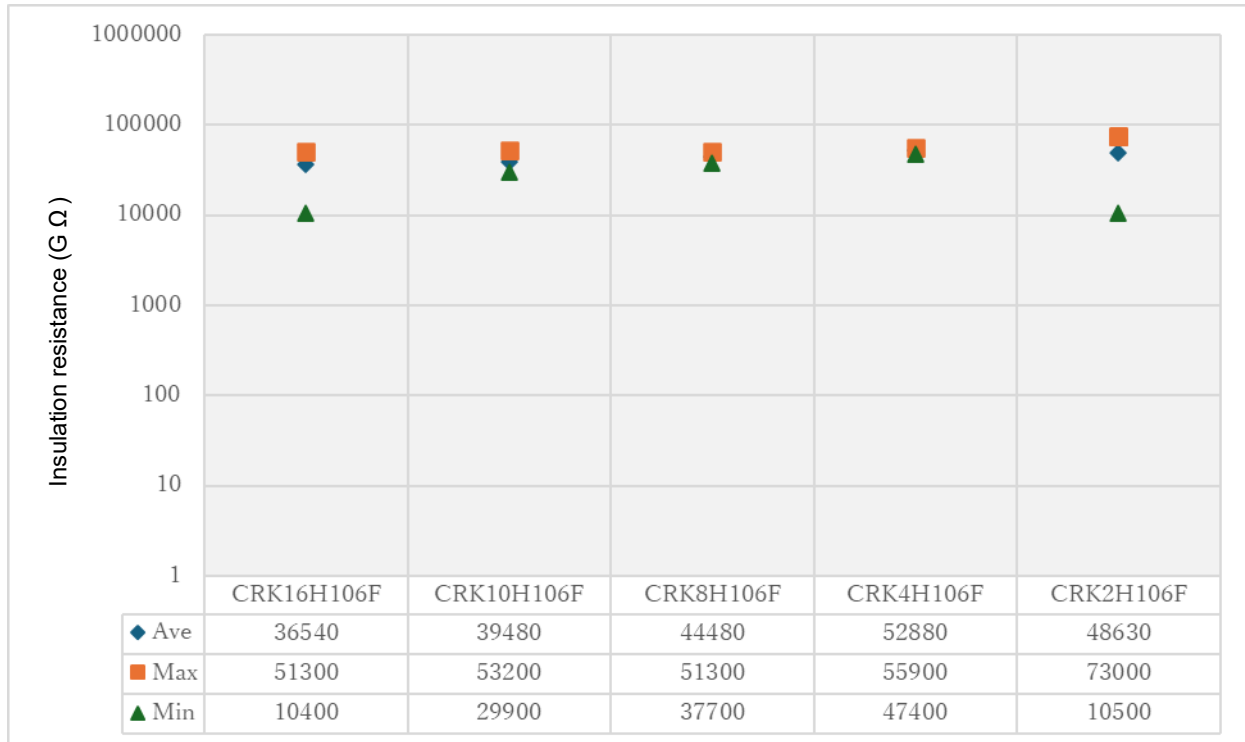 1000000
100000
10000
1000
100
10
1
Insulation resistance (G Ω )
CRK16H106F CRK10H106F CRK8H106F CRK4H106F CRK2H106F
Ave 36540 39480 44480 52880 48630
Max 51300 53200 51300 55900 73000
Min 10400 29900 37700 47400 10500